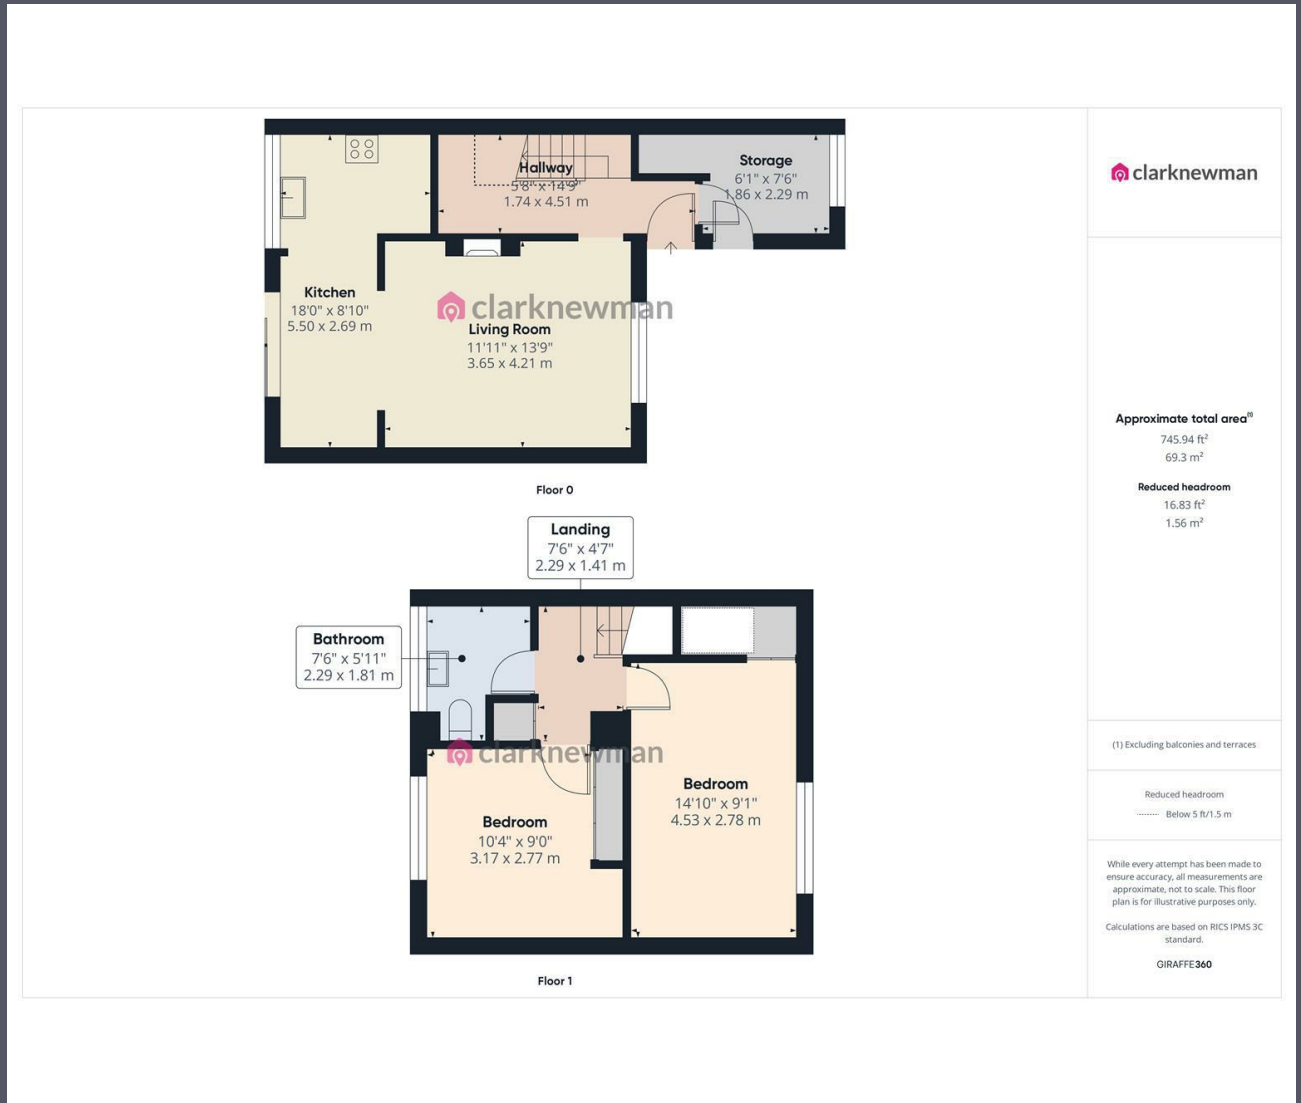 Hallway
5'8" x 14'9"
1.74 x 4.51 m
Storage
6'1" x 7'6"
1.86 x 2.29 m
Kitchen
18'0" x 8'10"
5.50 x 2.69 m
clarknewman
Living Room
11'11" x 13'9"
3.65 x 4.21 m
Floor 0
Landing
7'6" x 4'7"
2.29 x 1.41 m
Bathroom
7'6" x 5'11"
2.29 x 1.81 m
clarknewman
Bedroom
10'4" x 9'0"
3.17 x 2.77 m
Bedroom
14'10" x 9'1"
4.53 x 2.78 m
Floor 1
clarknewman
Approximate total area⁽¹⁾
745.94 ft²
69.3 m²
Reduced headroom
16.83 ft²
1.56 m²
(1) Excluding balconies and terraces
Reduced headroom
Below 5 ft/1.5 m
While every attempt has been made to
ensure accuracy, all measurements are
approximate, not to scale. This floor
plan is for illustrative purposes only.
Calculations are based on RICS IPMS 3C
standard.
GIRAFFE360